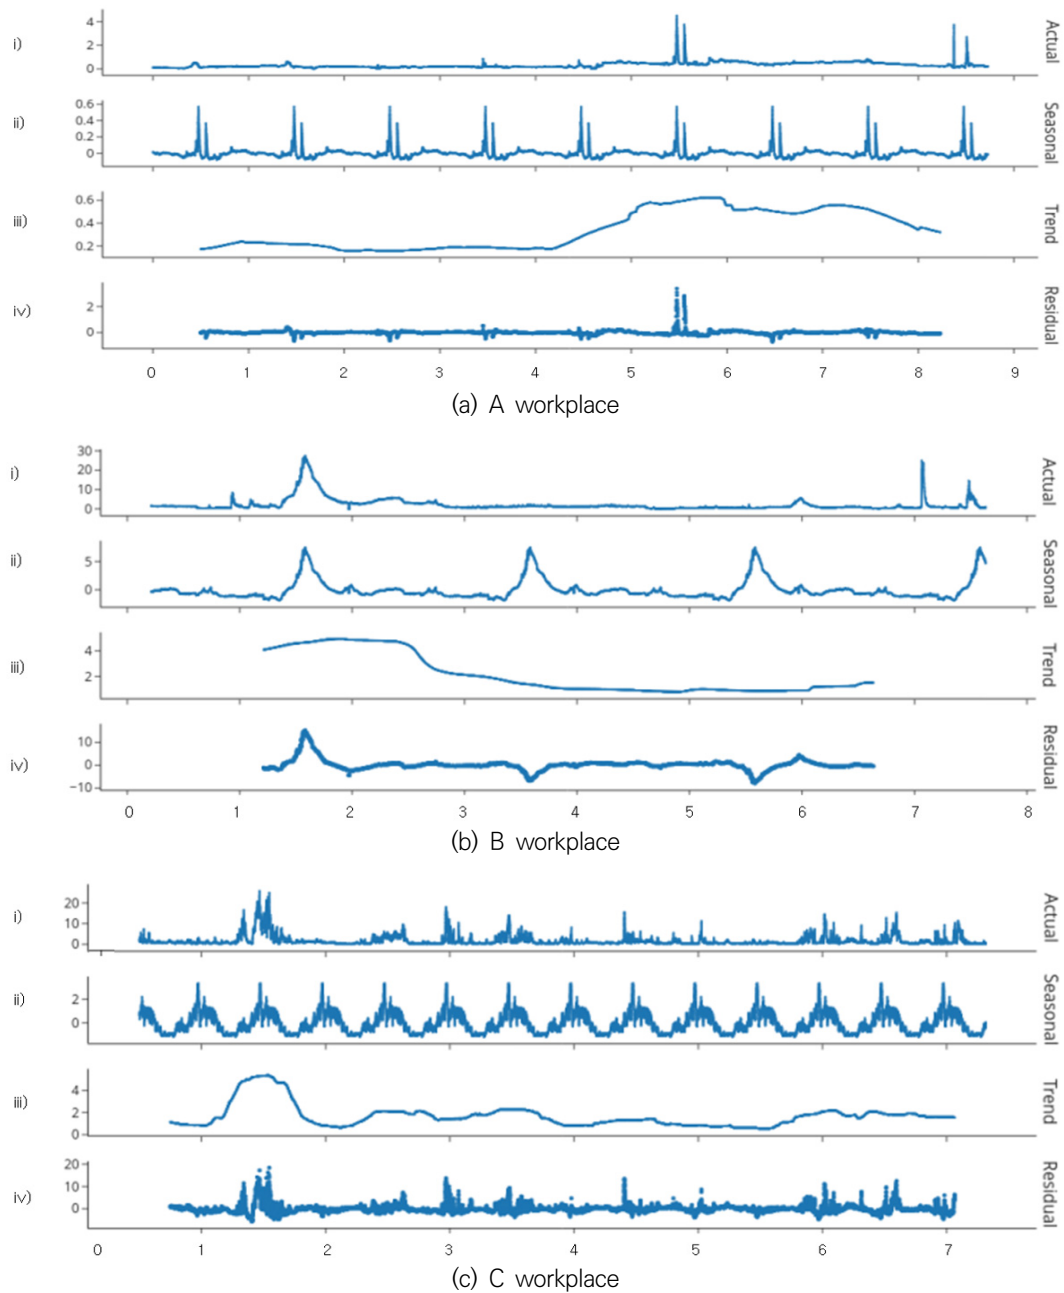 i)
4
2
0
Actual
ii)
0.6
0.4
0.2
0
Seasonal
iii)
0.6
0.4
0.2
Trend
iv)
2
0
Residual
0 1 2 3 4 5 6 7 8 9
(a) A workplace
i)
30
20
10
0
Actual
ii)
5
0
Seasonal
iii)
4
2
Trend
iv)
10
0
−10
Residual
0 1 2 3 4 5 6 7 8
(b) B workplace
i)
20
10
0
Actual
ii)
2
0
Seasonal
iii)
4
2
0
Trend
iv)
20
10
0
Residual
0 1 2 3 4 5 6 7
(c) C workplace